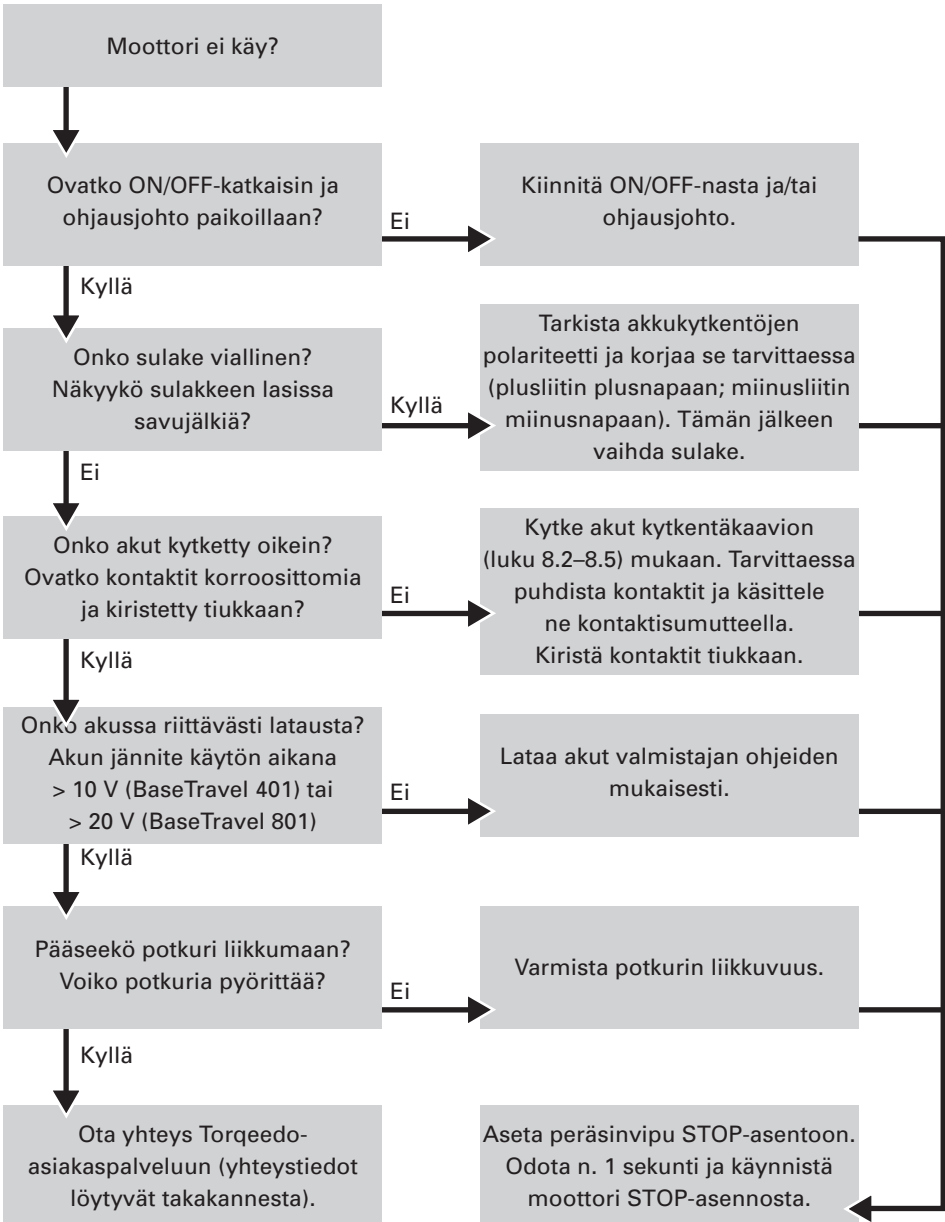 Moottori ei käy?
Ovatko ON/OFF-katkaisin ja
ohjausjohto paikoillaan?
Ei
Kiinnitä ON/OFF-nasta ja/tai
ohjausjohto.
Kyllä
Onko sulake viallinen?
Näkyykö sulakkeen lasissa
savujälkiä?
Kyllä
Tarkista akkukytkentöjen
polariteetti ja korjaa se tarvittaessa
(plusliitin plusnapaan; miinusliitin
miinusnapaan). Tämän jälkeen
vaihda sulake.
Ei
Onko akut kytketty oikein?
Ovatko kontaktit korroosittomia
ja kiristetty tiukkaan?
Ei
Kytke akut kytkentäkaavion
(luku 8.2–8.5) mukaan. Tarvittaessa
puhdista kontaktit ja käsittele
ne kontaktisumutteella.
Kiristä kontaktit tiukkaan.
Kyllä
Onko akussa riittävästi latausta?
Akun jännite käytön aikana
> 10 V (BaseTravel 401) tai
> 20 V (BaseTravel 801)
Ei
Lataa akut valmistajan ohjeiden
mukaisesti.
Kyllä
Pääseekö potkuri liikkumaan?
Voiko potkuria pyörittää?
Ei
Varmista potkurin liikkuvuus.
Kyllä
Ota yhteys Torqeedo-
asiakaspalveluun (yhteystiedot
löytyvät takakannesta).
Aseta peräsinvipu STOP-asentoon.
Odota n. 1 sekunti ja käynnistä
moottori STOP-asennosta.